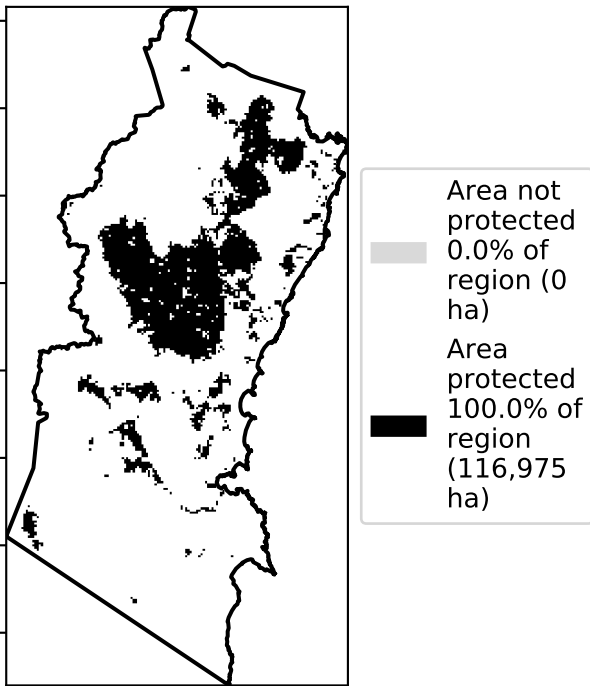 Area not
protected
0.0% of
region (0
ha)
Area
protected
100.0% of
region
(116,975
ha)